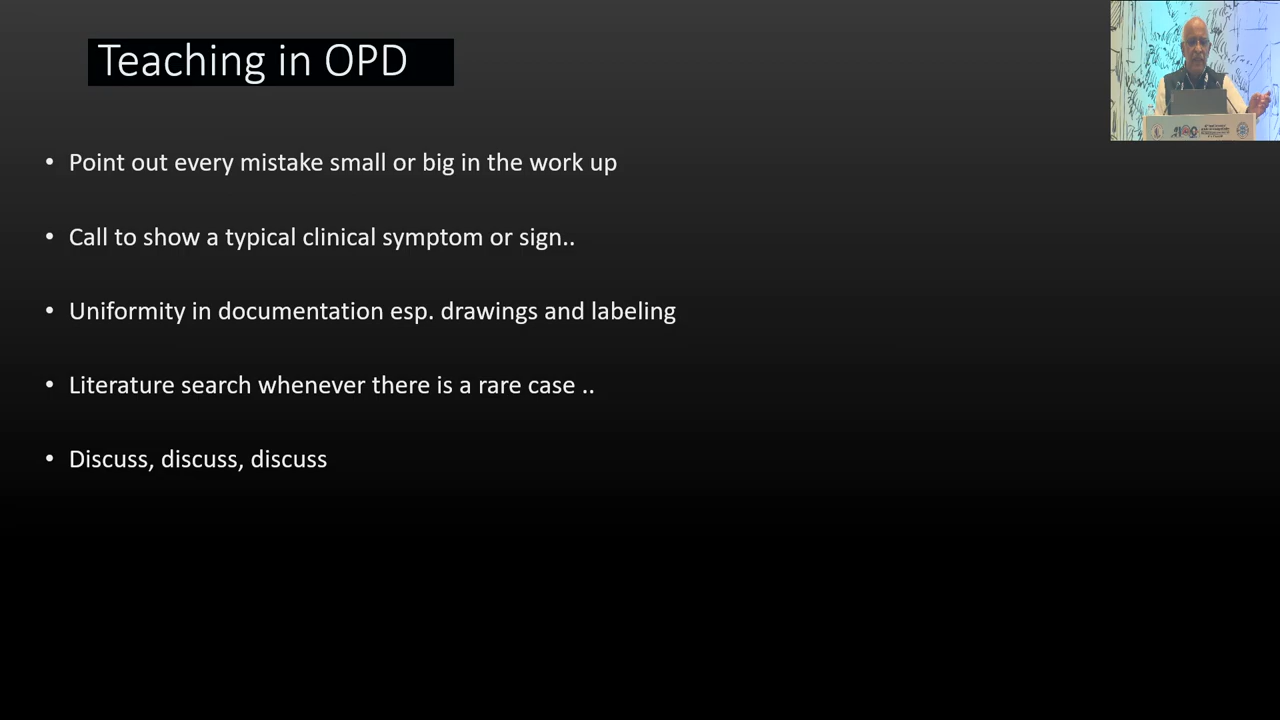 Teaching in OPD
• Point out every mistake small or big in the work up
• Call to show a typical clinical symptom or sign..
• Uniformity in documentation esp. drawings and labeling
• Literature search whenever there is a rare case ..
• Discuss, discuss, discuss